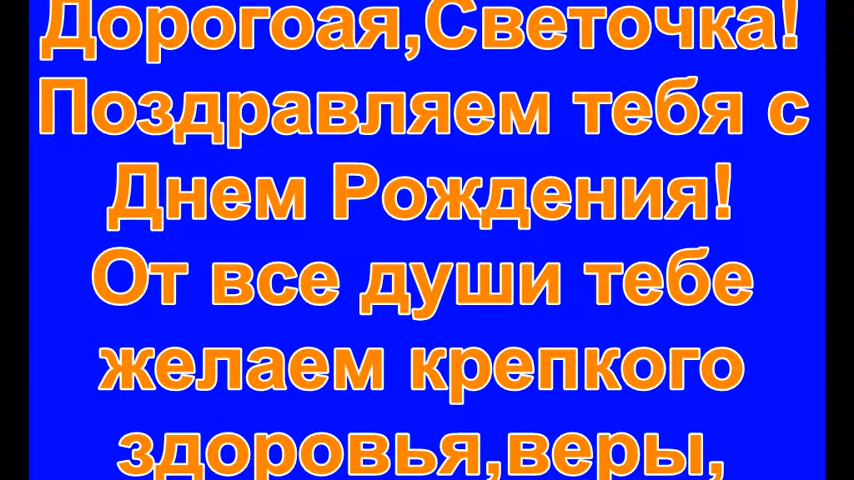 Дорогоая,Светочка!
Поздравляем тебя с
Днем Рождения!
От все души тебе
желаем крепкого
здоровья,веры,